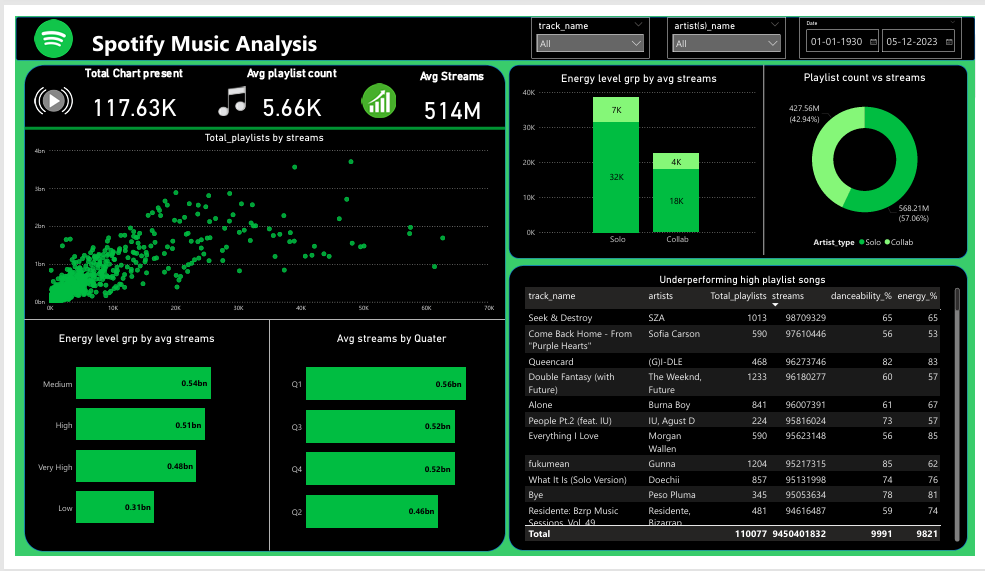 Spotify Music Analysis
track_name
All
artist(s)_name
All
Date
01-01-1930
05-12-2023
Total Chart present
117.63K
Avg playlist count
5.66K
Avg Streams
514M
Total_playlists by streams
4bn
3bn
2bn
1bn
0bn
0K 10K 20K 30K 40K 50K 60K 70K
Energy level grp by avg streams
Medium 0.54bn
High 0.51bn
Very High 0.48bn
Low 0.31bn
Avg streams by Quater
Q1 0.56bn
Q3 0.52bn
Q4 0.52bn
Q2 0.46bn
Energy level grp by avg streams
40K
30K
20K
10K
0K
7K
32K
4K
18K
Solo Collab
Playlist count vs streams
427.56M
(42.94%)
568.21M
(57.06%)
Artist_type Solo Collab
Underperforming high playlist songs
track_name artists Total_playlists streams danceability_% energy_%
Seek & Destroy SZA 1013 98709329 65 65
Come Back Home - From Sofia Carson 590 97610446 56 53
"Purple Hearts"
Queencard (G)I-DLE 468 96273746 82 83
Double Fantasy (with The Weeknd, 1233 96180277 60 57
Future) Future
Alone Burna Boy 841 96007391 61 67
People Pt.2 (feat. IU) IU, Agust D 224 95816024 73 57
Everything I Love Morgan 590 95623148 56 85
Wallen
fukumean Gunna 1204 95217315 85 62
What It Is (Solo Version) Doechii 857 95131998 74 76
Bye Peso Pluma 345 95053634 78 81
Residente: Bzrp Music Residente, 481 94616487 59 74
Sessions, Vol. 49 Bizarrap
Total 110077 9450401832 9991 9821